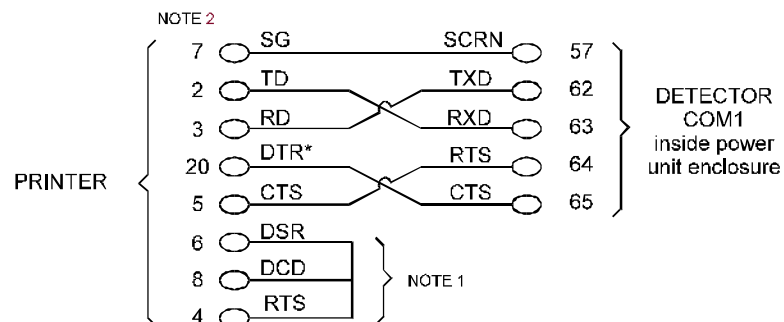 NOTE 2
7 SG SCRN 57
2 TD TXD 62
3 RD RXD 63
20 DTR* RTS 64
5 CTS CTS 65
6 DSR
8 DCD
4 RTS
PRINTER
NOTE 1
DETECTOR
COM1
inside power
unit enclosure